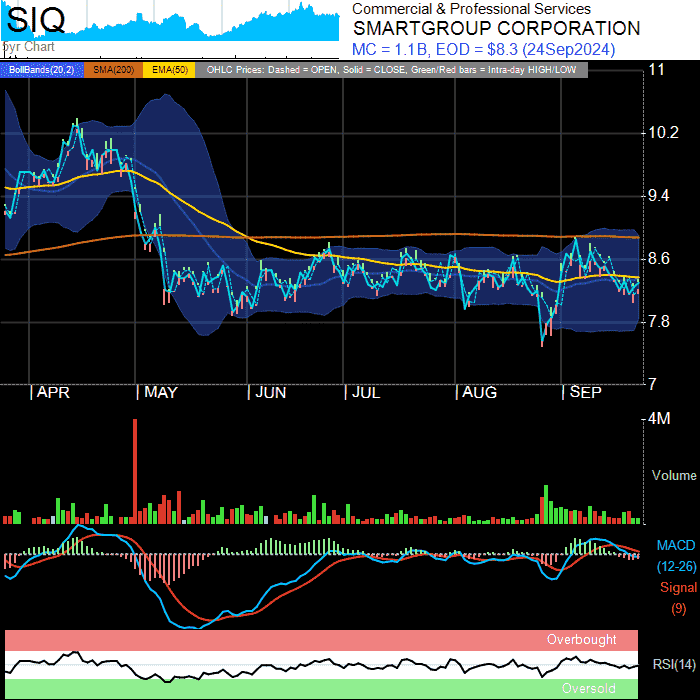 SIQ
5yr Chart
Commercial & Professional Services
SMARTGROUP CORPORATION
MC = 1.1B, EOD = $8.3 (24Sep2024)
BollBands(20,2) SMA(200) EMA(50) OHLC Prices: Dashed = OPEN, Solid = CLOSE, Green/Red bars = Intra-day HIGH/LOW
11
10.2
9.4
8.6
7.8
7
APR MAY JUN JUL AUG SEP
4M
Volume
MACD
(12-26)
Signal
(9)
Overbought
RSI(14)
Oversold